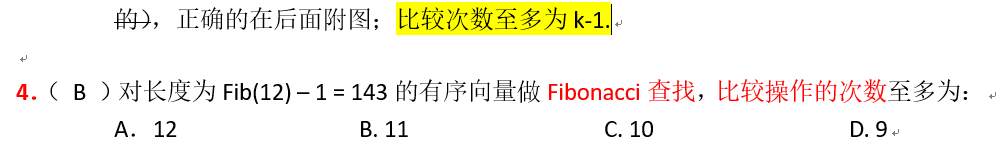 的），正确的在后面附图；比较次数至多为 k-1.
4.（ B ）对长度为 Fib(12) – 1 = 143 的有序向量做 Fibonacci 查找，比较操作的次数至多为：
A． 12 B. 11 C. 10 D. 9